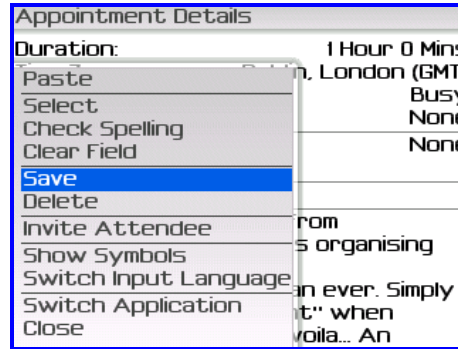 Appointment Details
Duration: 1 Hour 0 Mins
Paste
n, London (GMT
Select
Busy
Check Spelling
None
Clear Field
None
Save
Delete
Invite Attendee
from
Show Symbols
s organising
Switch Input Language
an ever. Simply
Switch Application
t" when
Close
voila... An